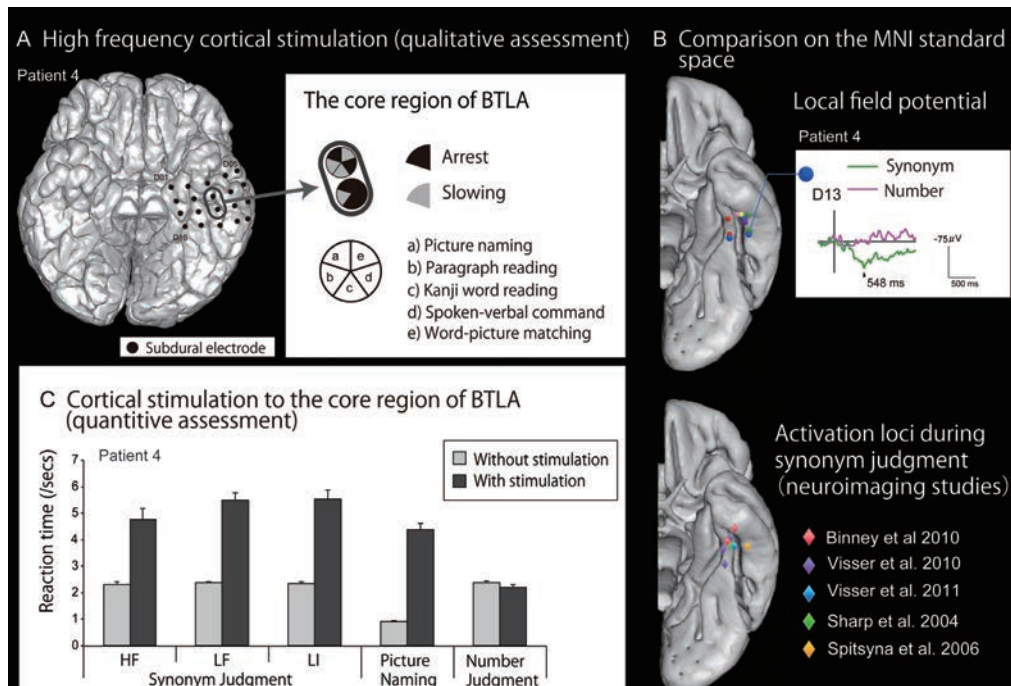 A High frequency cortical stimulation (qualitative assessment)
Patient 4
D01
D05
D16
Subdural electrode
The core region of BTLA
Arrest
Slowing
a
e
b
d
c
a) Picture naming
b) Paragraph reading
c) Kanji word reading
d) Spoken-verbal command
e) Word-picture matching
B Comparison on the MNI standard
space
Local field potential
Patient 4
Synonym
Number
D13
-75μV
548 ms
500 ms
Activation loci during
synonym judgment
(neuroimaging studies)
Binney et al 2010
Visser et al. 2010
Visser et al. 2011
Sharp et al. 2004
Spitsyna et al. 2006
C Cortical stimulation to the core region of BTLA
(quantitive assessment)
Patient 4
Without stimulation
With stimulation
Reaction time (/secs)
7
6
5
4
3
2
1
0
HF
LF
LI
Picture
Naming
Number
Judgment
Synonym Judgment